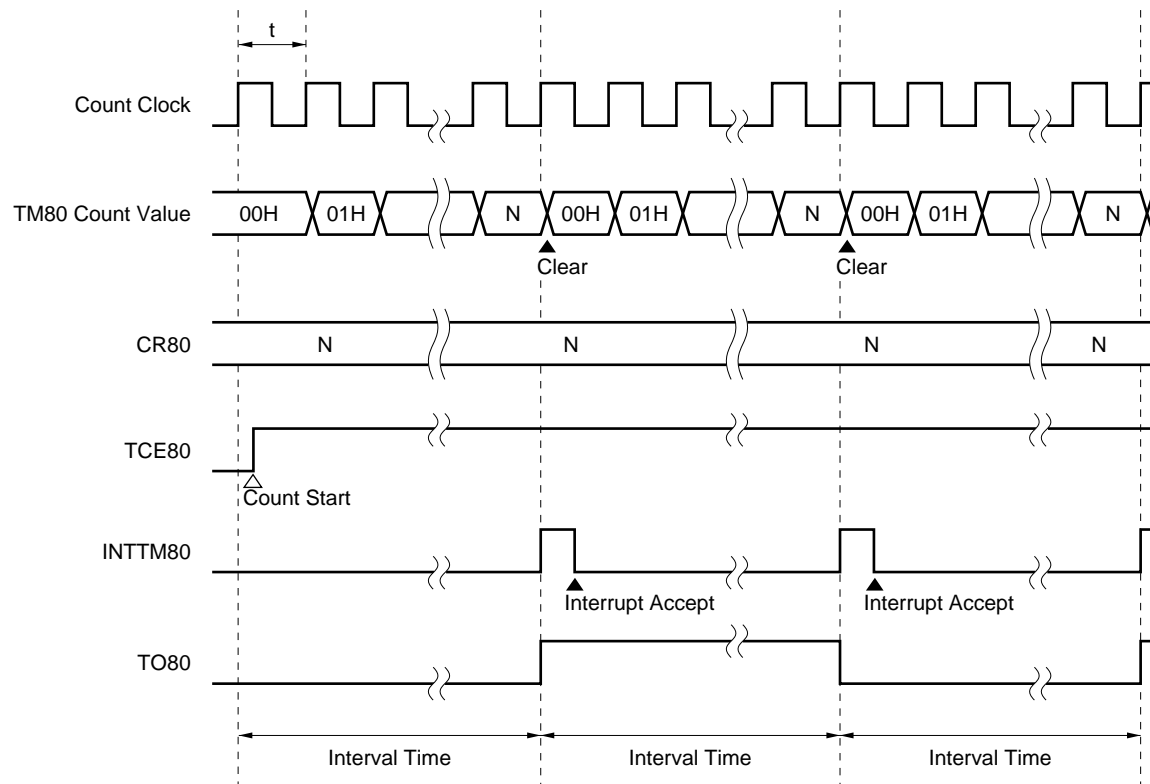 t
Count Clock
TM80 Count Value 00H 01H N 00H 01H N 00H 01H N
Clear Clear
CR80 N N N N
TCE80
Count Start
INTTM80
Interrupt Accept Interrupt Accept
TO80
Interval Time Interval Time Interval Time